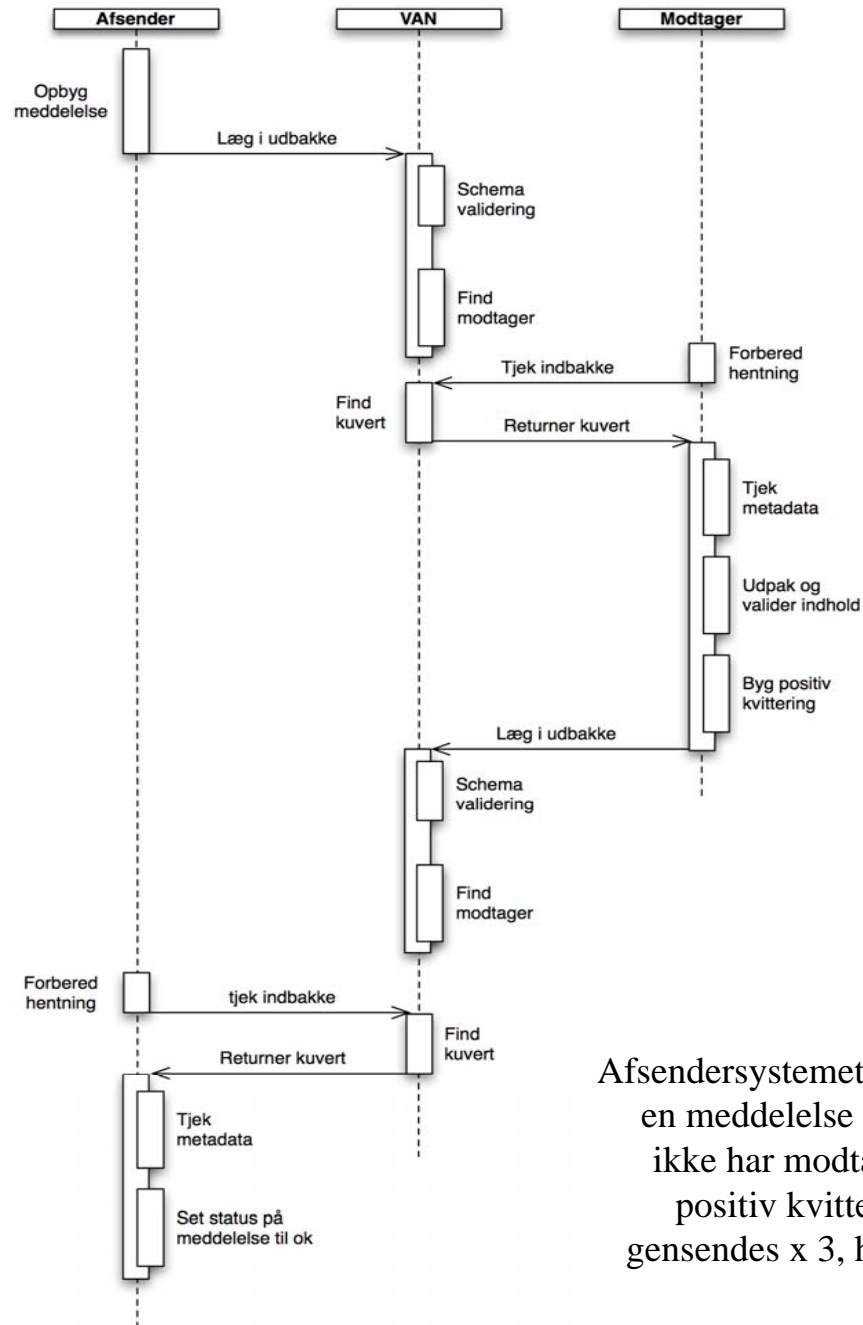 Afsender
VAN
Modtager
Opbyg
meddelelse
Læg i udbakke
Schema
validering
Find
modtager
Forbered
hentning
Tjek indbakke
Find
kuvert
Returner kuvert
Tjek
metadata
Udpak og
valider indhold
Byg positiv
kvittering
Læg i udbakke
Schema
validering
Find
modtager
Forbered
hentning
tjek indbakke
Find
kuvert
Returner kuvert
Tjek
metadata
Set status på
meddelelse til ok
Afsendersystemet
en meddelelse
ikke har modta
positiv kvitte
gensendes x 3, h